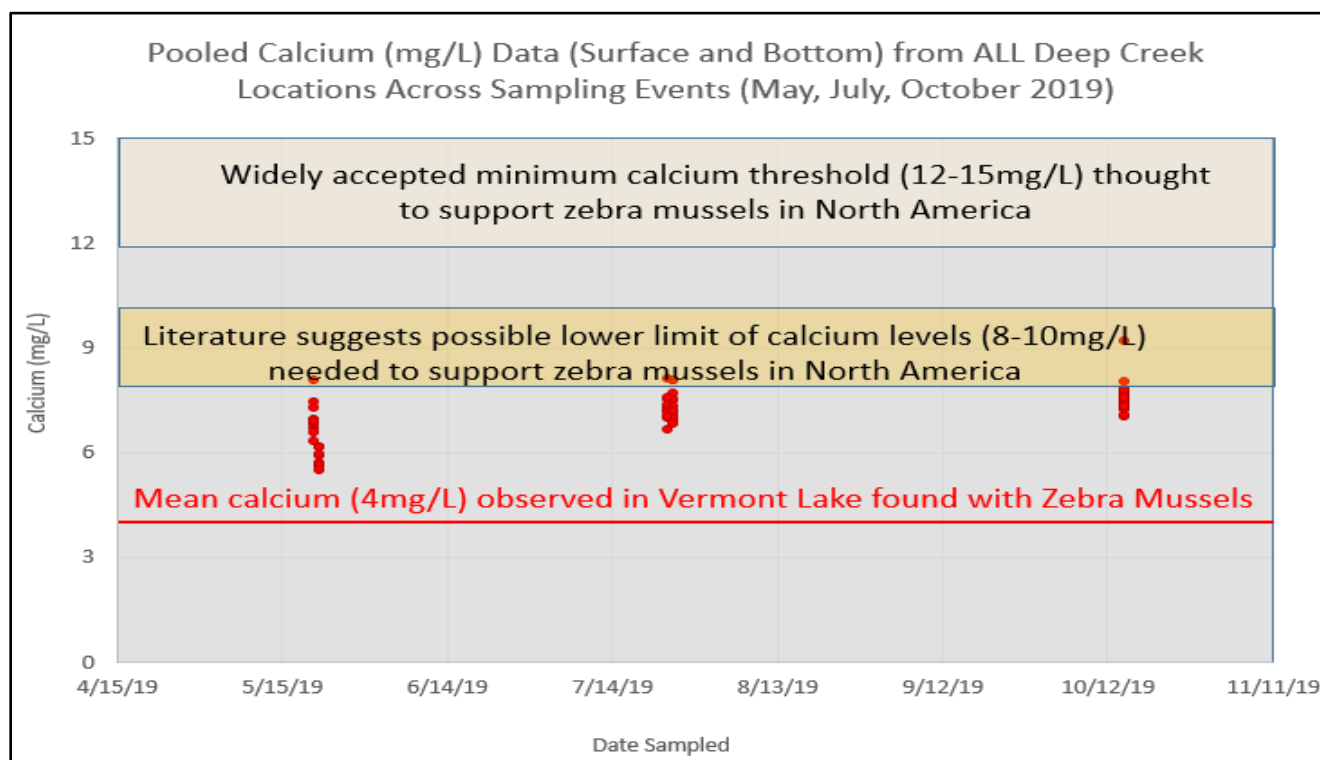 Pooled Calcium (mg/L) Data (Surface and Bottom) from ALL Deep Creek
Locations Across Sampling Events (May, July, October 2019)
15
Widely accepted minimum calcium threshold (12-15mg/L) thought
to support zebra mussels in North America
12
Literature suggests possible lower limit of calcium levels (8-10mg/L)
9
needed to support zebra mussels in North America
Calcium (mg/L)
6
Mean calcium (4mg/L) observed in Vermont Lake found with Zebra Mussels
3
0
4/15/19 5/15/19 6/14/19 7/14/19 8/13/19 9/12/19 10/12/19 11/11/19
Date Sampled